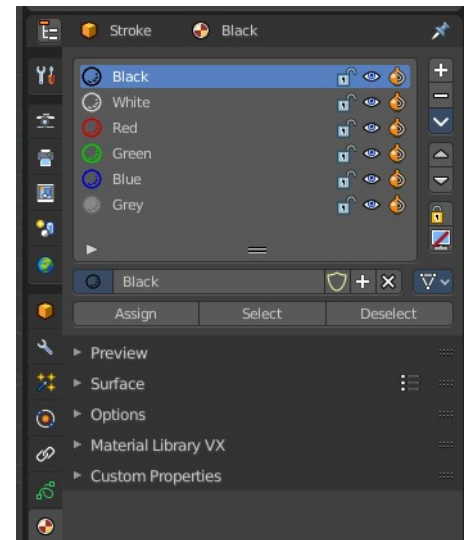 Stroke Black
Black
White
Red
Green
Blue
Grey
Black
Assign Select Deselect
Preview
Surface
Options
Material Library VX
Custom Properties